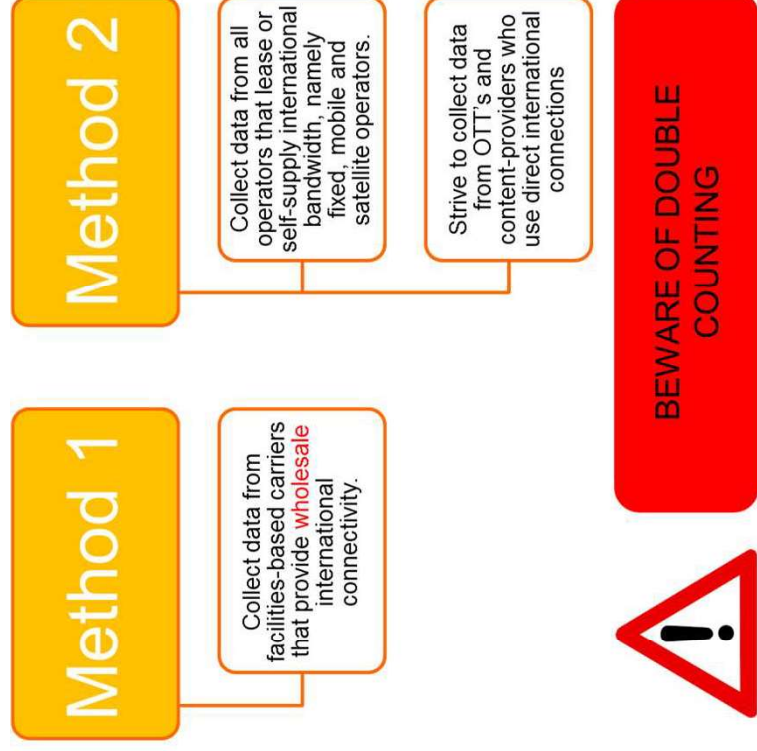 Method 1
Collect data from
facilities-based carriers
that provide wholesale
international
connectivity.
Method 2
Collect data from all
operators that lease or
self-supply international
bandwidth, namely
fixed, mobile and
satellite operators.
Strive to collect data
from OTT's and
content-providers who
use direct international
connections
!
BEWARE OF DOUBLE
COUNTING